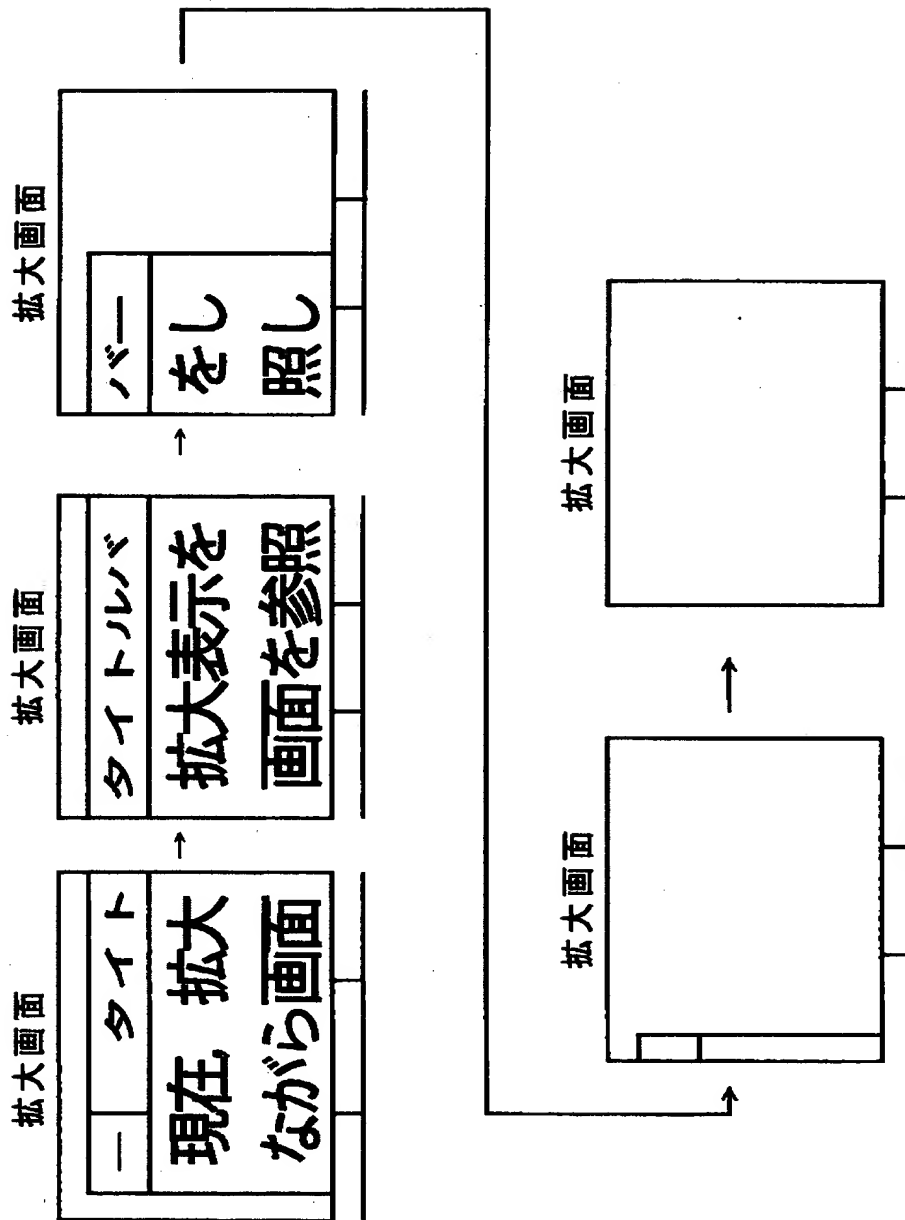 拡大画面
一 タイト
現在, 拡大
ながら画面
拡大画面
タイトルバ
拡大表示を
画面を参照
拡大画面
バー
をし
照し
拡大画面
拡大画面